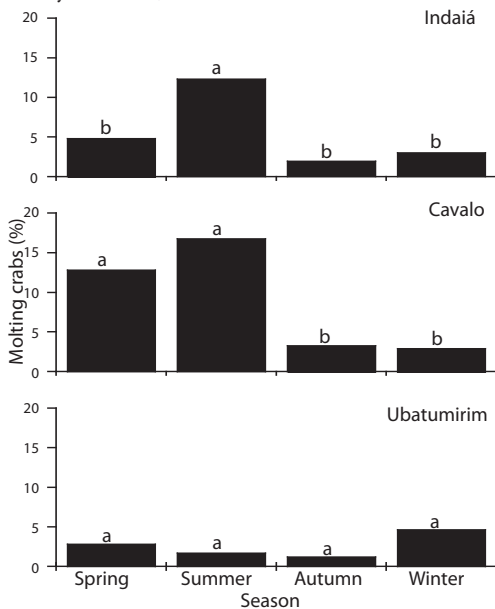 20
Indaiá
15
a
10
b
5
b
b
0
20
Cavalo
a
15
a
10
5
b
b
0
Molting crabs (%)
20
Ubatumirim
15
10
5
a
a
a
a
0
Spring
Summer
Autumn
Winter
Season